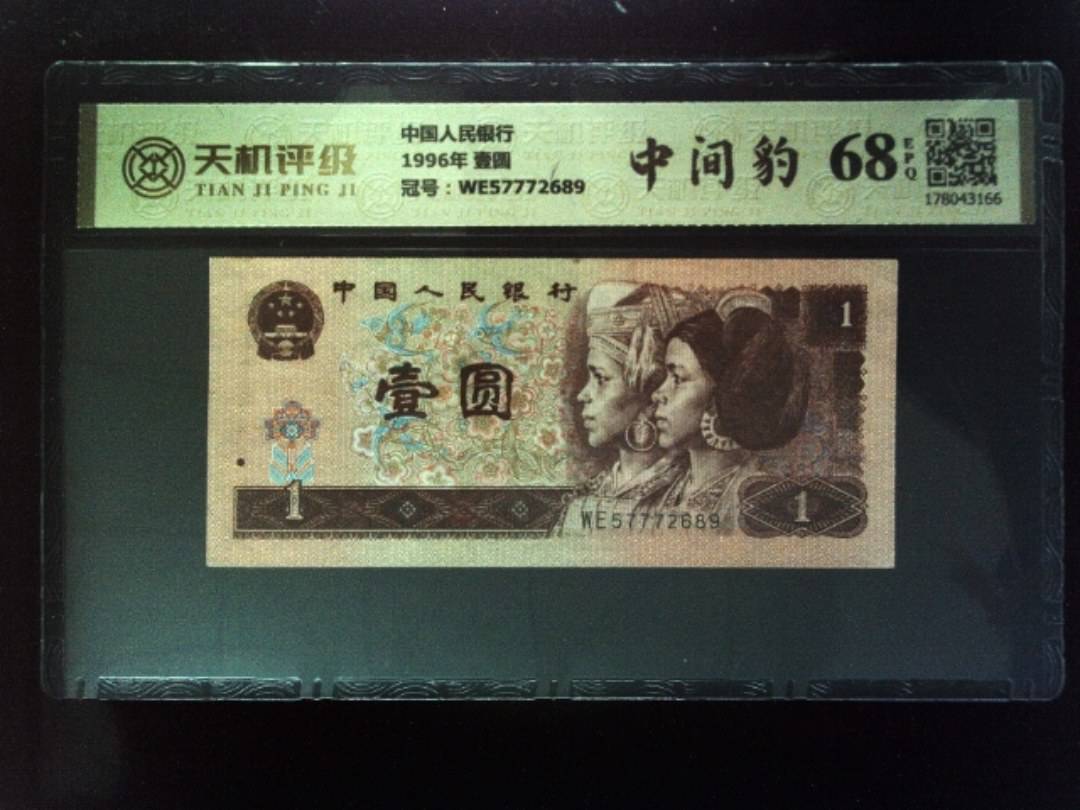 天机评级
TIAN JI PING JI
中国人民银行
1996年 壹圆
冠号：WE57772689
中间豹
68
EPQ
178043166
中国人民银行
1
壹圆
1
WE57772689
1